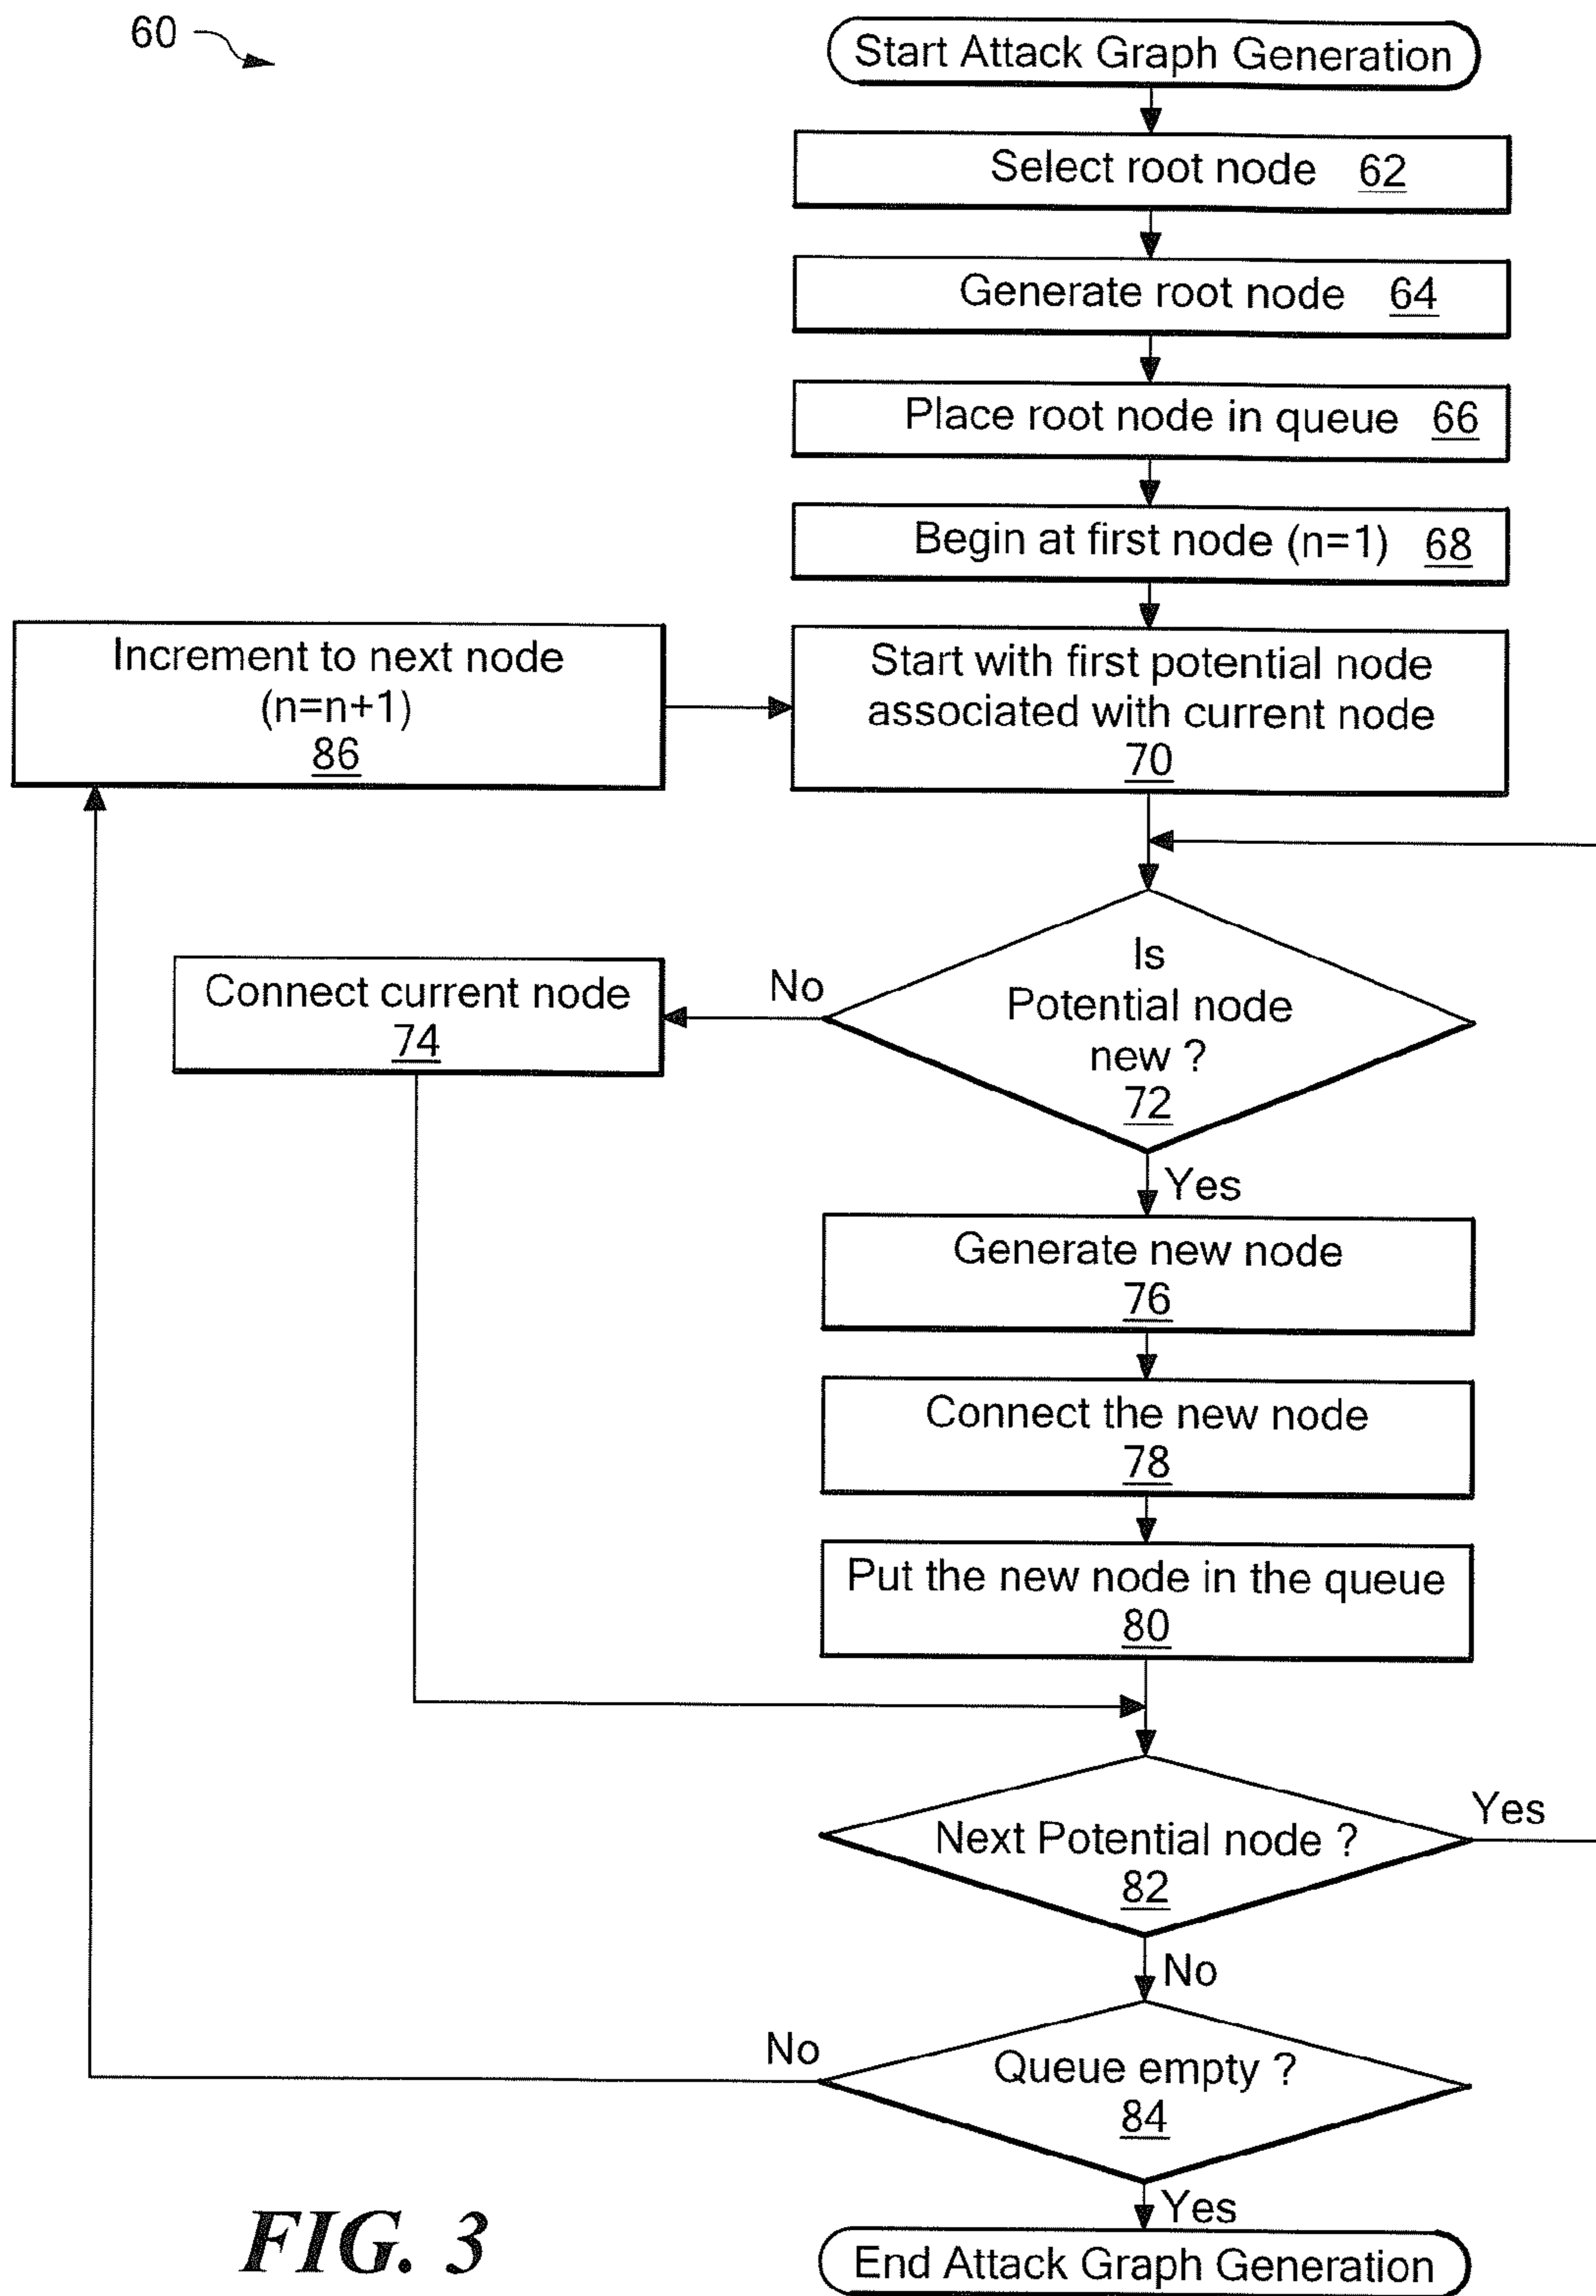 60
Start Attack Graph Generation
Select root node 62
Generate root node 64
Place root node in queue 66
Begin at first node (n=1) 68
Increment to next node
(n=n+1)
86
Start with first potential node
associated with current node
70
Is
Potential node
new ?
72
No
Connect current node
74
Yes
Generate new node
76
Connect the new node
78
Put the new node in the queue
80
Next Potential node ?
82
Yes
No
Queue empty ?
84
No
Yes
End Attack Graph Generation
FIG. 3